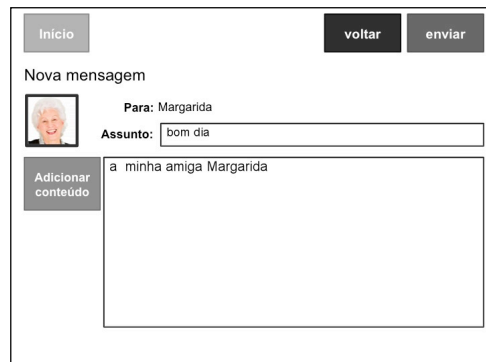 Início
voltar
enviar
Nova mensagem
Para: Margarida
Assunto: bom dia
Adicionar
conteúdo
a minha amiga Margarida